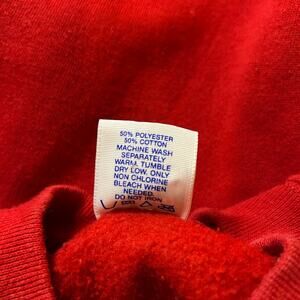 50% POLYESTER
50% COTTON
MACHINE WASH
SEPARATELY
WARM. TUMBLE
DRY LOW. ONLY
NON CHLORINE
BLEACH WHEN
NEEDED.
DO NOT IRON